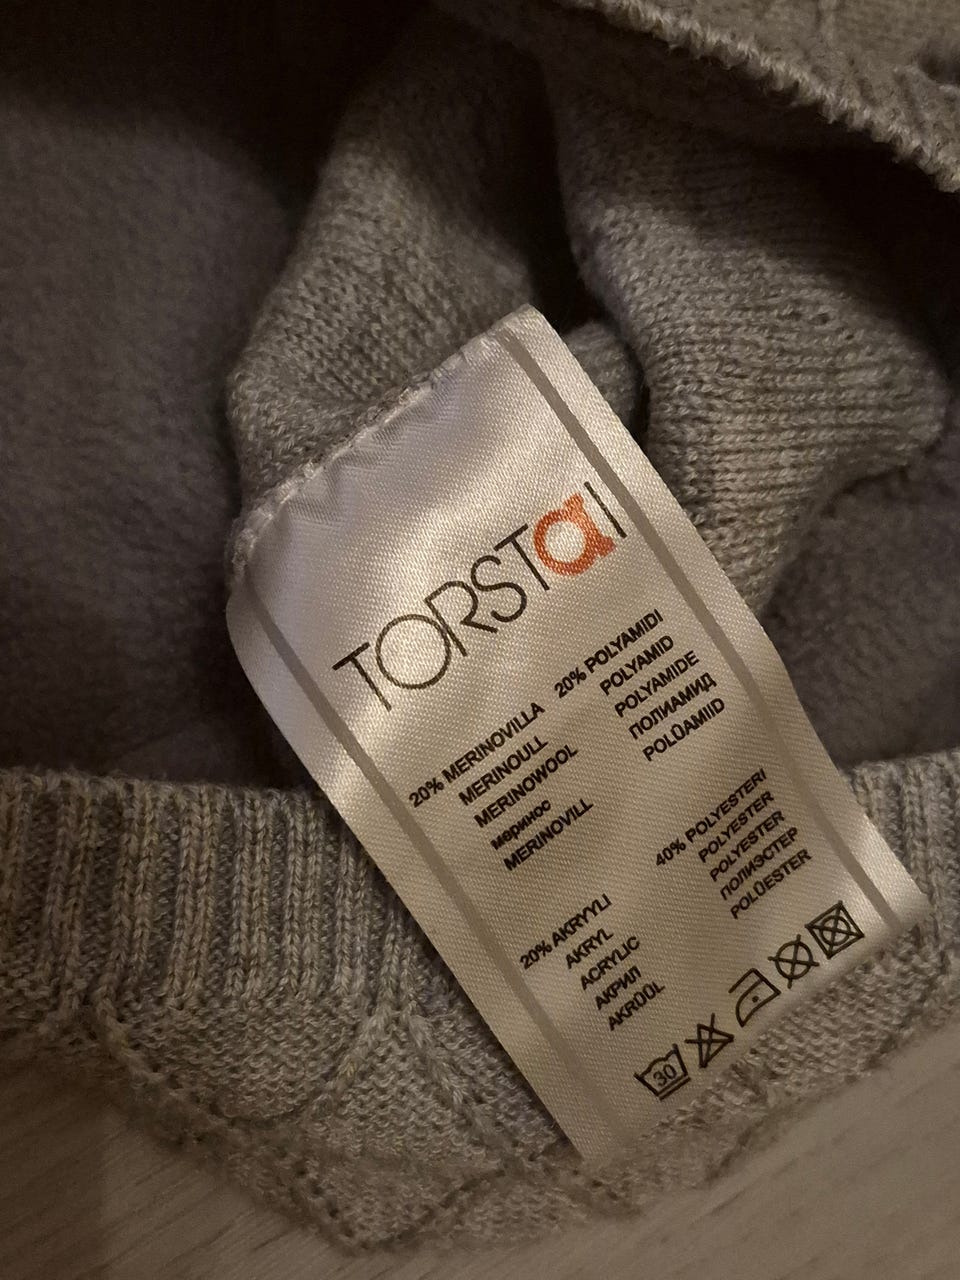 TORSTaI
20% MERINOVILLA
MERINOULL
MERINOWOOL
меринос
MERINOVILL
20% POLYAMIDI
POLYAMID
POLYAMIDE
ПОЛИАМИД
POLÜAMIID
20% AKRYYLI
AKRYL
ACRYLIC
АКРИЛ
AKRÜÜL
40% POLYESTERI
POLYESTER
POLYESTER
ПОЛИЭСТЕР
POLÜESTER
30